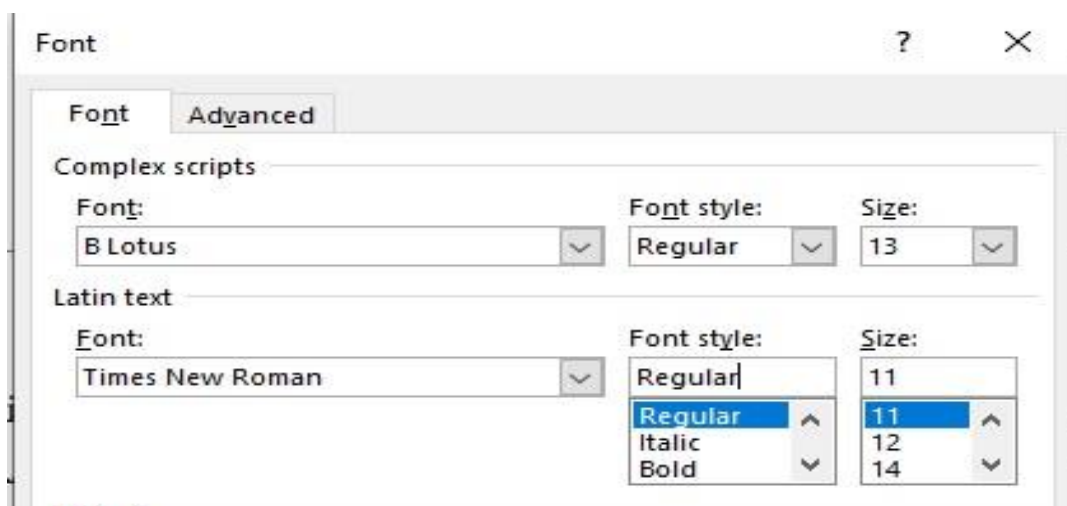 Font ?
Font Advanced
Complex scripts
Font: Font style: Size:
B Lotus Regular 13
Latin text
Font: Font style: Size:
Times New Roman Regular 11
Regular 11
Italic 12
Bold 14